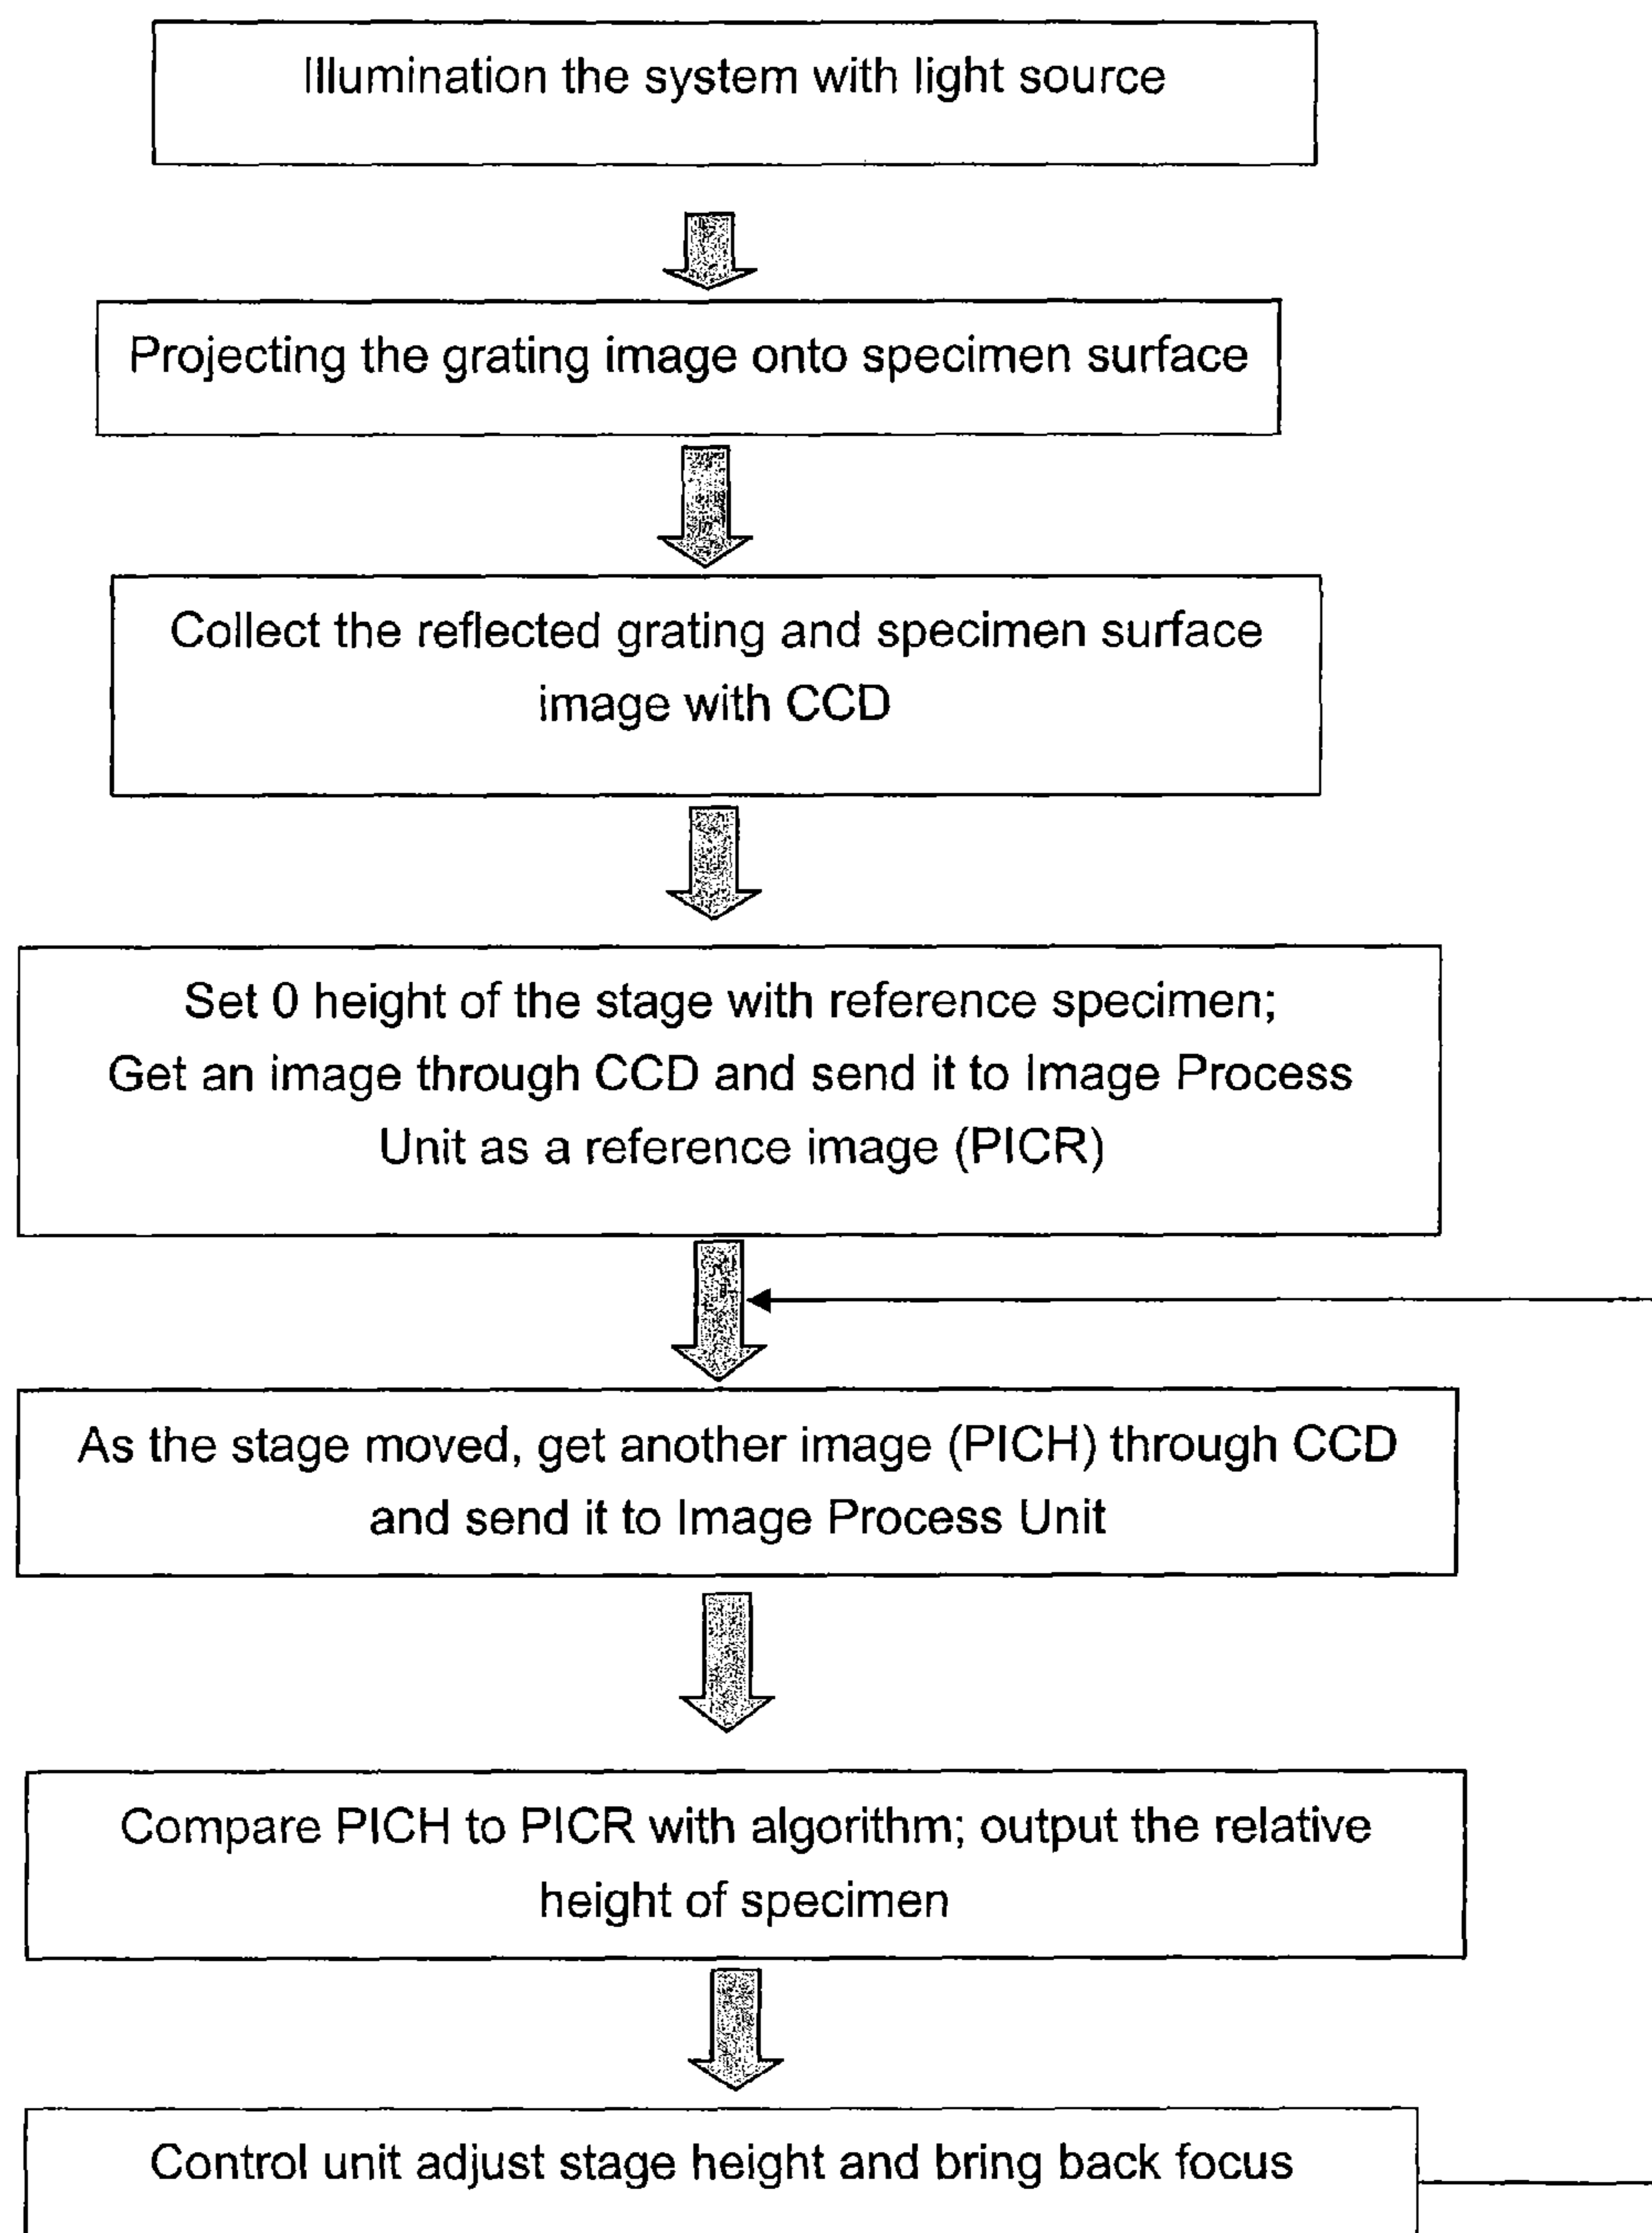 Illumination the system with light source
Projecting the grating image onto specimen surface
Collect the reflected grating and specimen surface
image with CCD
Set 0 height of the stage with reference specimen;
Get an image through CCD and send it to Image Process
Unit as a reference image (PICR)
As the stage moved, get another image (PICH) through CCD
and send it to Image Process Unit
Compare PICH to PICR with algorithm; output the relative
height of specimen
Control unit adjust stage height and bring back focus